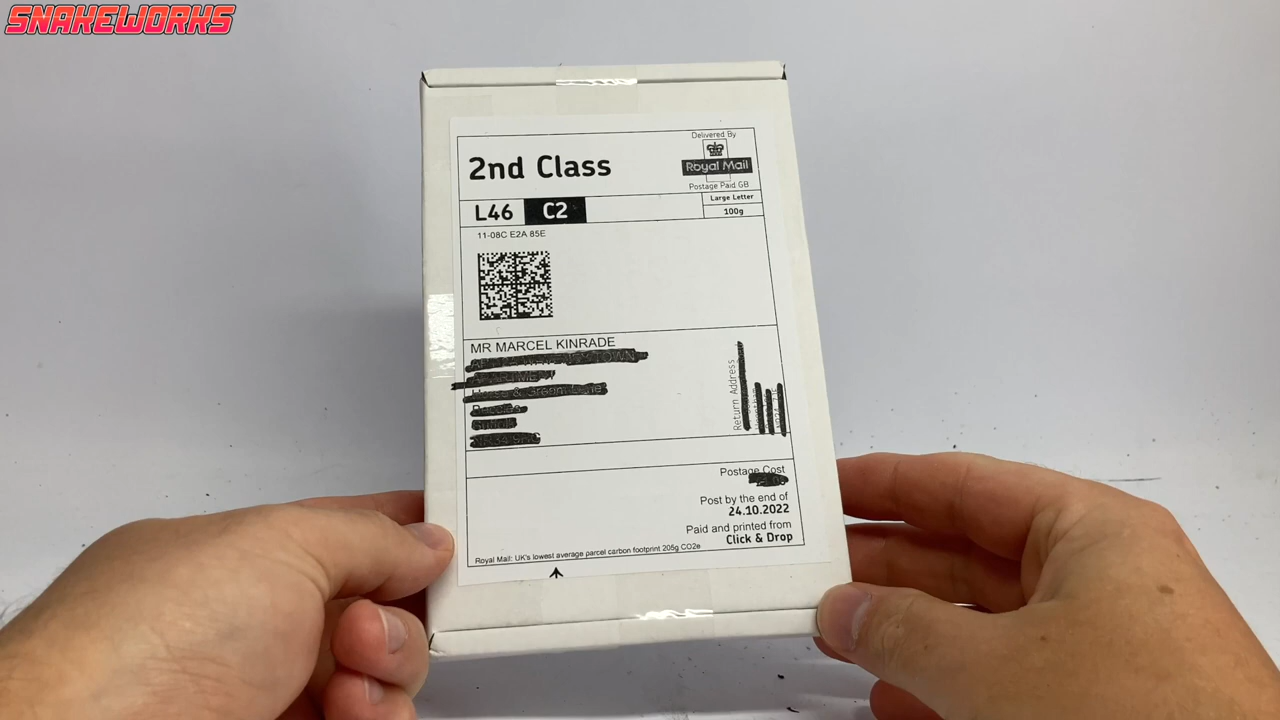 SNAKEWORKS
Delivered By
2nd Class
Royal Mail
Postage Paid GB
L46 C2
Large Letter
100g
11-08C E2A 85E
MR MARCEL KINRADE
Return Address
Postage Cost
Post by the end of
24.10.2022
Paid and printed from
Click & Drop
Royal Mail: UK's lowest average parcel carbon footprint 205g CO2e